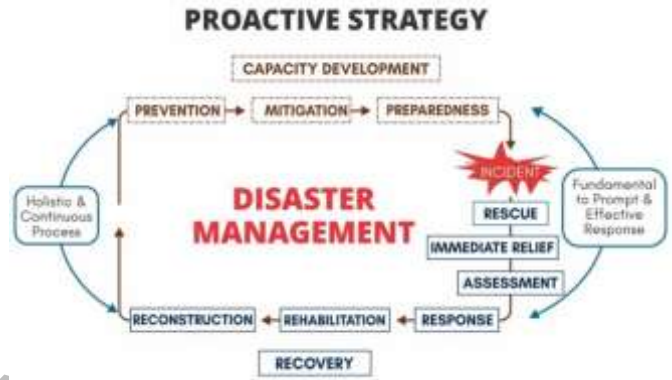 PROACTIVE STRATEGY
CAPACITY DEVELOPMENT
PREVENTION
MITIGATION
PREPAREDNESS
INCIDENT
Holistic &
Continuous
Process
DISASTER
MANAGEMENT
Fundamental
to Prompt &
Effective
Response
RESCUE
IMMEDIATE RELIEF
ASSESSMENT
RECONSTRUCTION
REHABILITATION
RESPONSE
RECOVERY